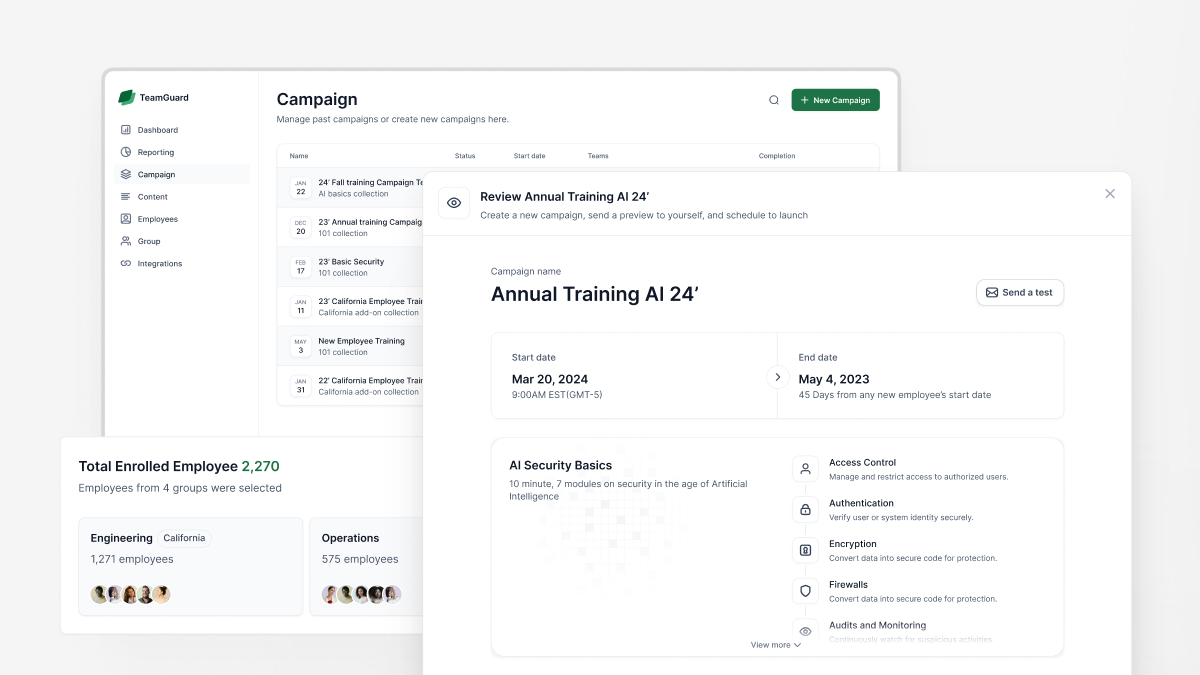 TeamGuard
Dashboard
Reporting
Campaign
Content
Employees
Group
Integrations
Campaign
Manage past campaigns or create new campaigns here.
New Campaign
Name Status Start date Teams Completion
JAN 22
24’ Fall training Campaign Te
AI basics collection
DEC 20
23’ Annual training Campaig
101 collection
FEB 17
23’ Basic Security
101 collection
JAN 11
23’ California Employee Trai
California add-on collection
MAY 3
New Employee Training
101 collection
JAN 31
22’ California Employee Trai
California add-on collection
Total Enrolled Employee 2,270
Employees from 4 groups were selected
Engineering California
1,271 employees
Operations
575 employees
Review Annual Training AI 24’
Create a new campaign, send a preview to yourself, and schedule to launch
Campaign name
Annual Training AI 24’
Send a test
Start date
Mar 20, 2024
9:00AM EST(GMT-5)
End date
May 4, 2023
45 Days from any new employee’s start date
AI Security Basics
10 minute, 7 modules on security in the age of Artificial
Intelligence
Access Control
Manage and restrict access to authorized users.
Authentication
Verify user or system identity securely.
Encryption
Convert data into secure code for protection.
Firewalls
Convert data into secure code for protection.
Audits and Monitoring
Continuously watch for suspicious activities.
View more